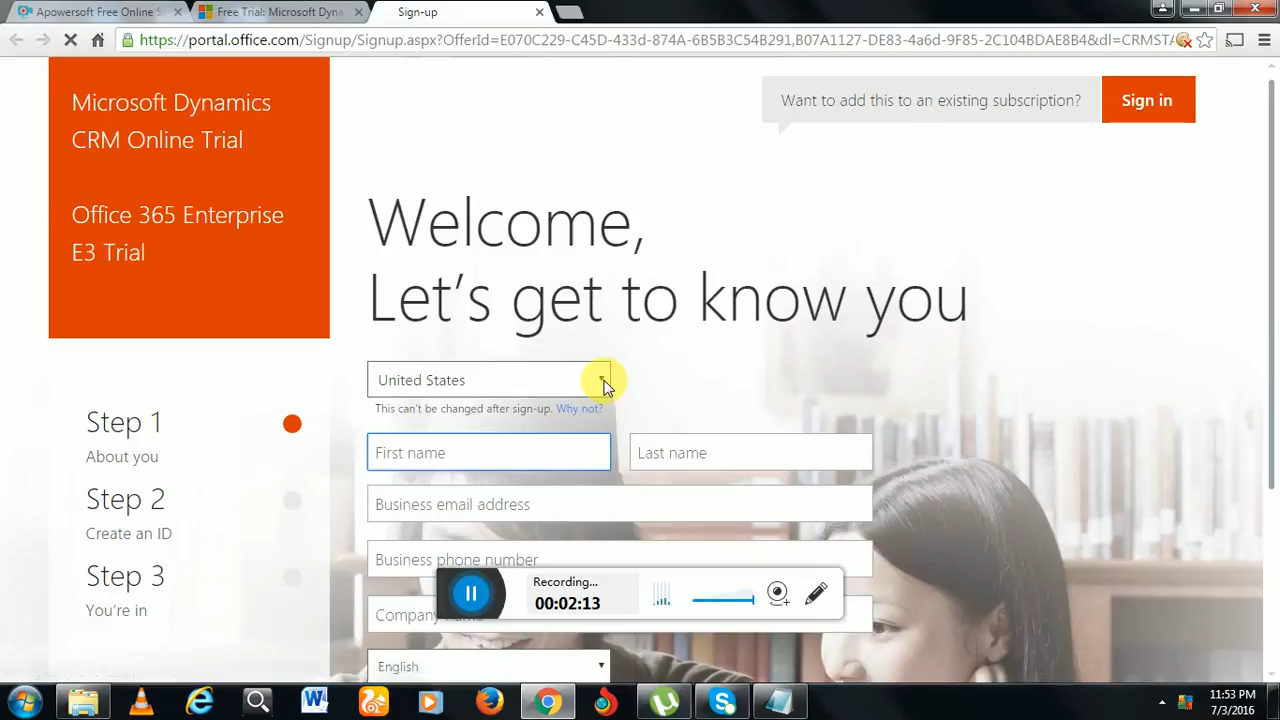 Apowersoft Free Online S
Free Trial: Microsoft Dyna
Sign-up
https://portal.office.com/Signup/Signup.aspx?OfferId=E070C229-C45D-433d-874A-6B5B3C54B291,B07A1127-DE83-4a6d-9F85-2C104BDAE8B4&dl=CRMSTA
Microsoft Dynamics
CRM Online Trial
Office 365 Enterprise
E3 Trial
Want to add this to an existing subscription?
Sign in
Welcome,
Let's get to know you
United States
This can't be changed after sign-up. Why not?
First name
Last name
Business email address
Business phone number
Company name
English
Step 1
About you
Step 2
Create an ID
Step 3
You're in
Recording...
00:02:13
11:53 PM
7/3/2016